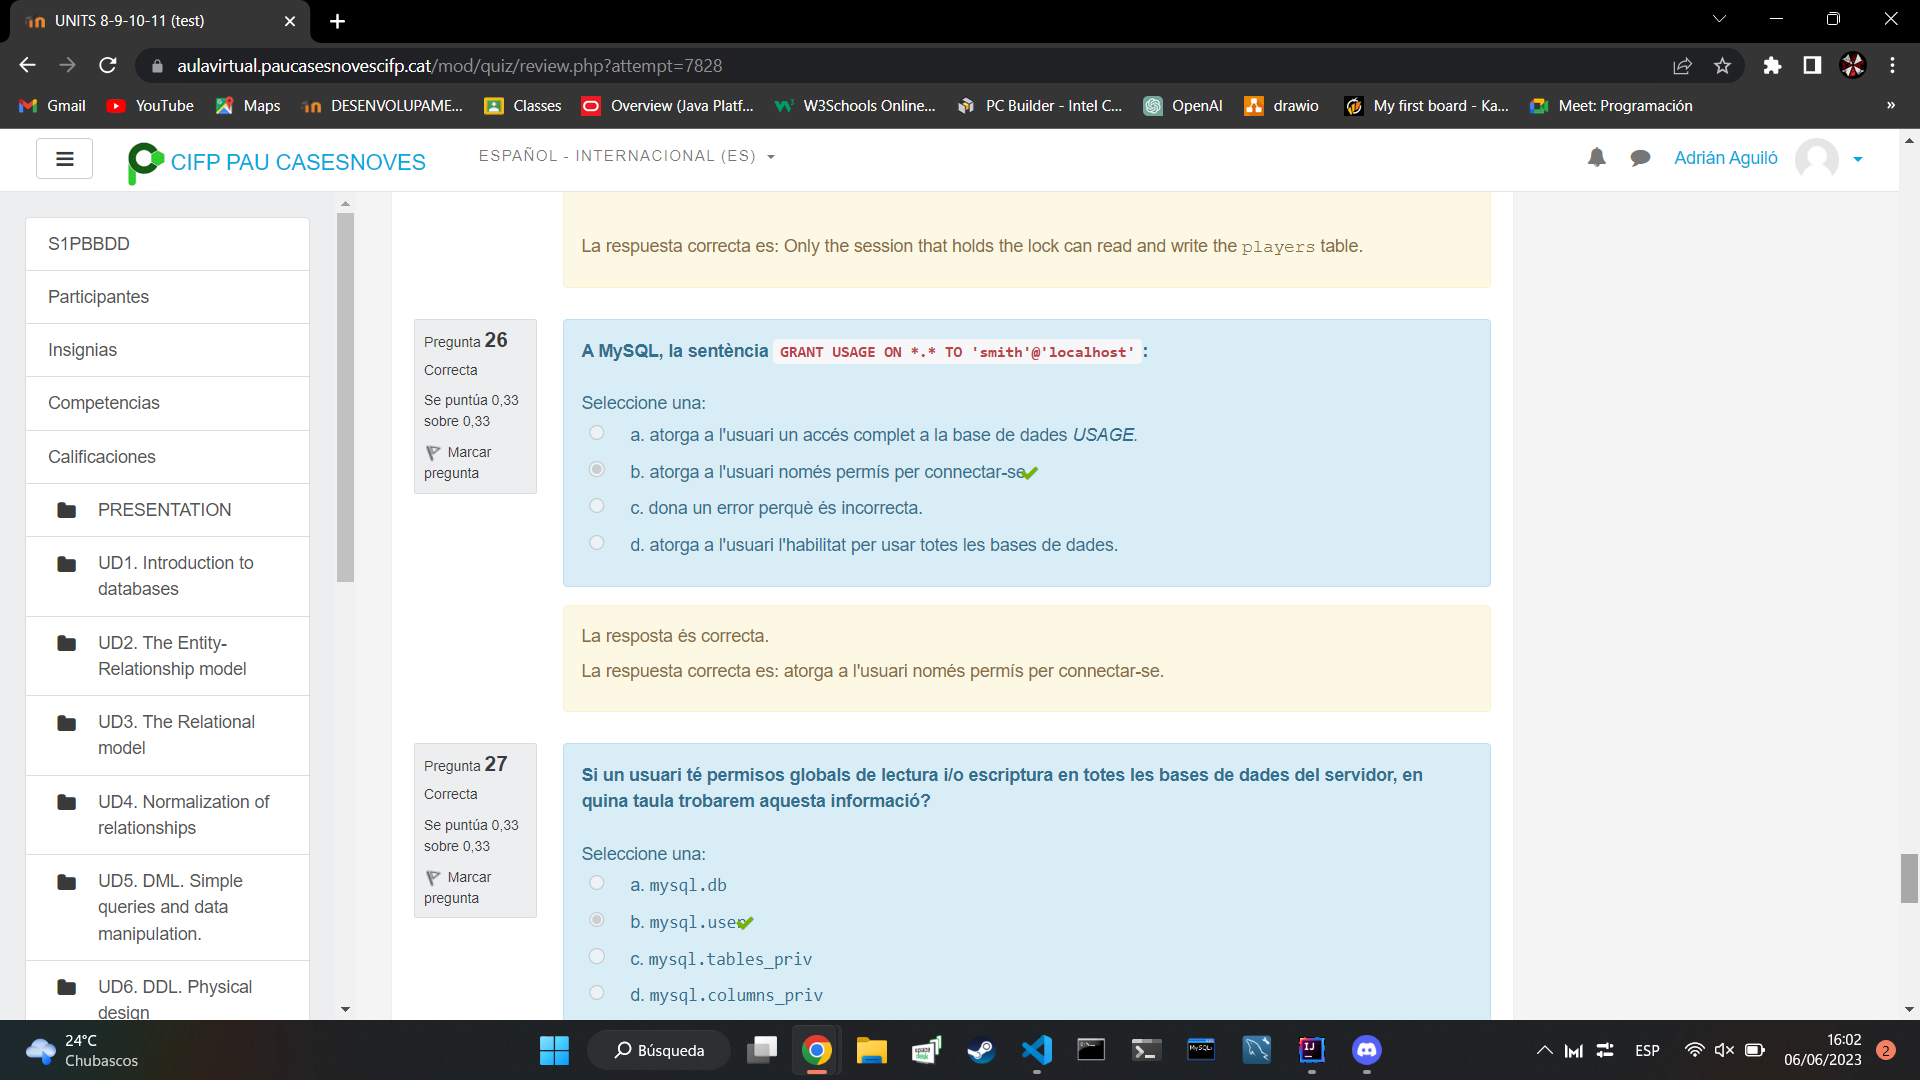 UNITS 8-9-10-11 (test)
aulavirtual.paucasesnovescifp.cat/mod/quiz/review.php?attempt=7828
Gmail YouTube Maps DESENVOLUPAME... Classes Overview (Java Platf... W3Schools Online... PC Builder - Intel C... OpenAI drawio My first board - Ka... Meet: Programación »
CIFP PAU CASESNOVES ESPAÑOL - INTERNACIONAL (ES) Adrián Aguiló
S1PBBDD
Participantes
Insignias
Competencias
Calificaciones
PRESENTATION
UD1. Introduction to
databases
UD2. The Entity-
Relationship model
UD3. The Relational
model
UD4. Normalization of
relationships
UD5. DML. Simple
queries and data
manipulation.
UD6. DDL. Physical
design
La respuesta correcta es: Only the session that holds the lock can read and write the players table.
Pregunta 26
Correcta
Se puntúa 0,33
sobre 0,33
Marcar
pregunta
A MySQL, la sentència GRANT USAGE ON *.* TO 'smith'@'localhost' :
Seleccione una:
a. atorga a l'usuari un accés complet a la base de dades USAGE.
b. atorga a l'usuari només permís per connectar-se
c. dona un error perquè és incorrecta.
d. atorga a l'usuari l'habilitat per usar totes les bases de dades.
La resposta és correcta.
La respuesta correcta es: atorga a l'usuari només permís per connectar-se.
Pregunta 27
Correcta
Se puntúa 0,33
sobre 0,33
Marcar
pregunta
Si un usuari té permisos globals de lectura i/o escriptura en totes les bases de dades del servidor, en
quina taula trobarem aquesta informació?
Seleccione una:
a. mysql.db
b. mysql.user
c. mysql.tables_priv
d. mysql.columns_priv
24°C
Chubascos
Búsqueda
ESP
16:02
06/06/2023
2